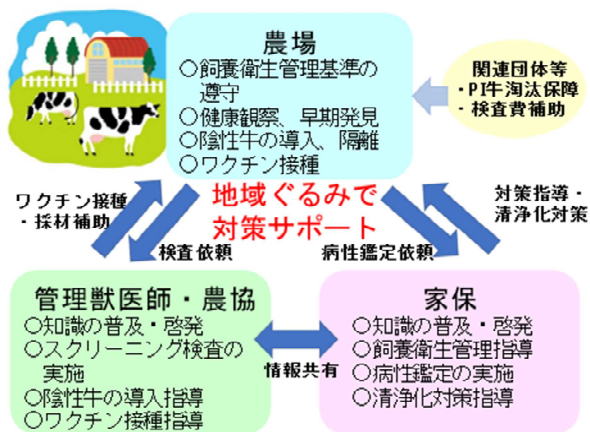 農場
○飼養衛生管理基準の
遵守
○健康観察、早期発見
○陰性牛の導入、隔離
○ワクチン接種
関連団体等
・PI牛淘汰保障
・検査費補助
地域ぐるみで
対策サポート
ワクチン接種
・採材補助
検査依頼
病性鑑定依頼
対策指導・
清浄化対策
管理獣医師・農協
○知識の普及・啓発
○スクリーニング検査の
実施
○陰性牛の導入指導
○ワクチン接種指導
情報共有
家保
○知識の普及・啓発
○飼養衛生管理指導
○病性鑑定の実施
○清浄化対策指導